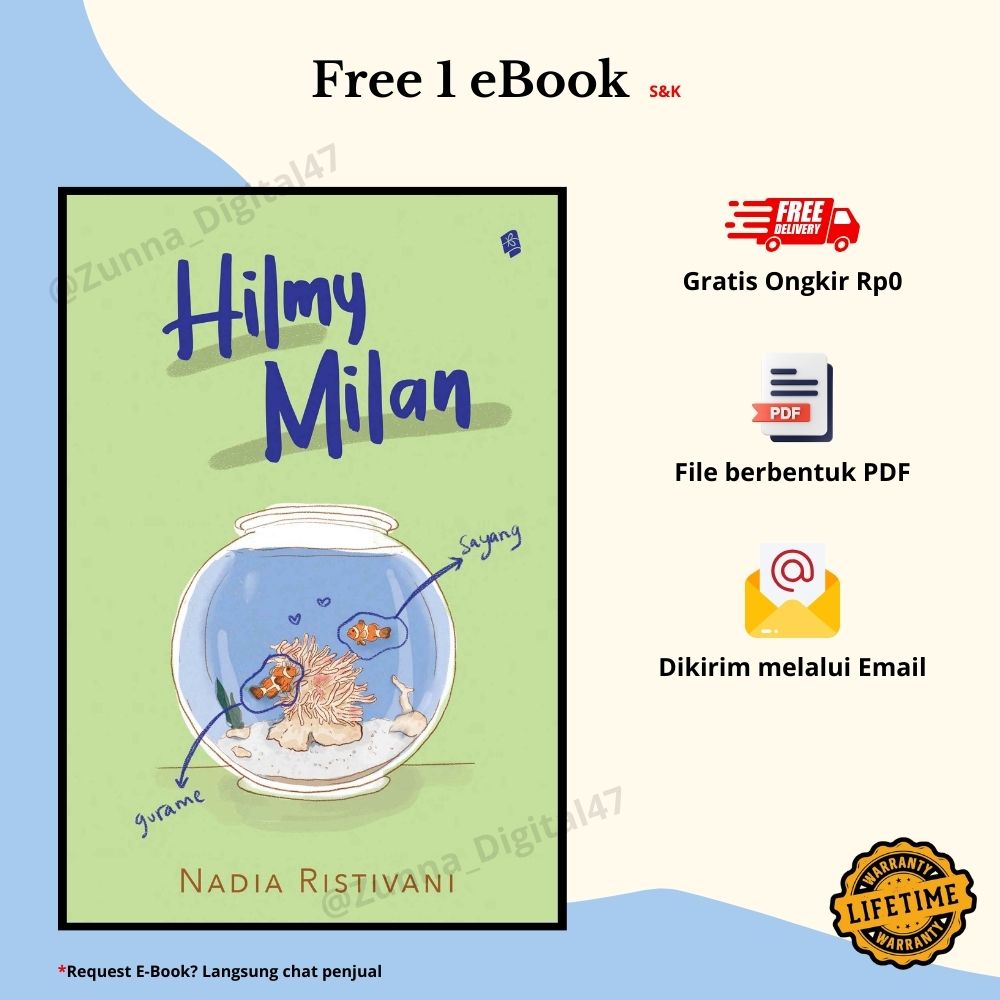 Free 1 eBook S&K
@Zunna_Digital47
Hilmy
Milan
sayang
gurame
NADIA RISTIVANI
@Zunna_Digital47
FREE
DELIVERY
Gratis Ongkir Rp0
PDF
File berbentuk PDF
@
Dikirim melalui Email
WARRANTY
LIFETIME
WARRANTY
*Request E-Book? Langsung chat penjual